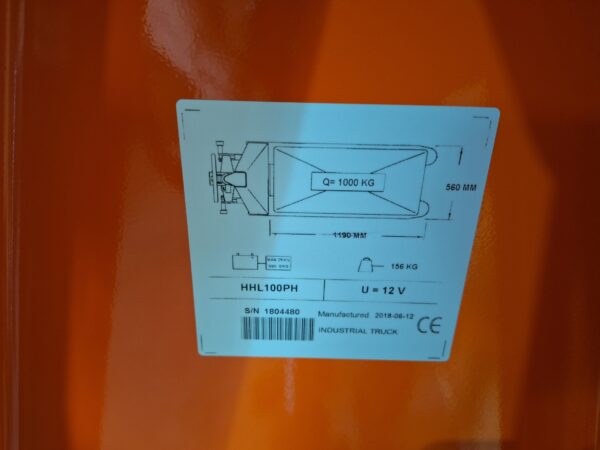 Q= 1000 KG
560 MM
1190 MM
156 KG
HHL100PH
U = 12 V
S/N 1804480
Manufactured 2018-06-12
INDUSTRIAL TRUCK
CE